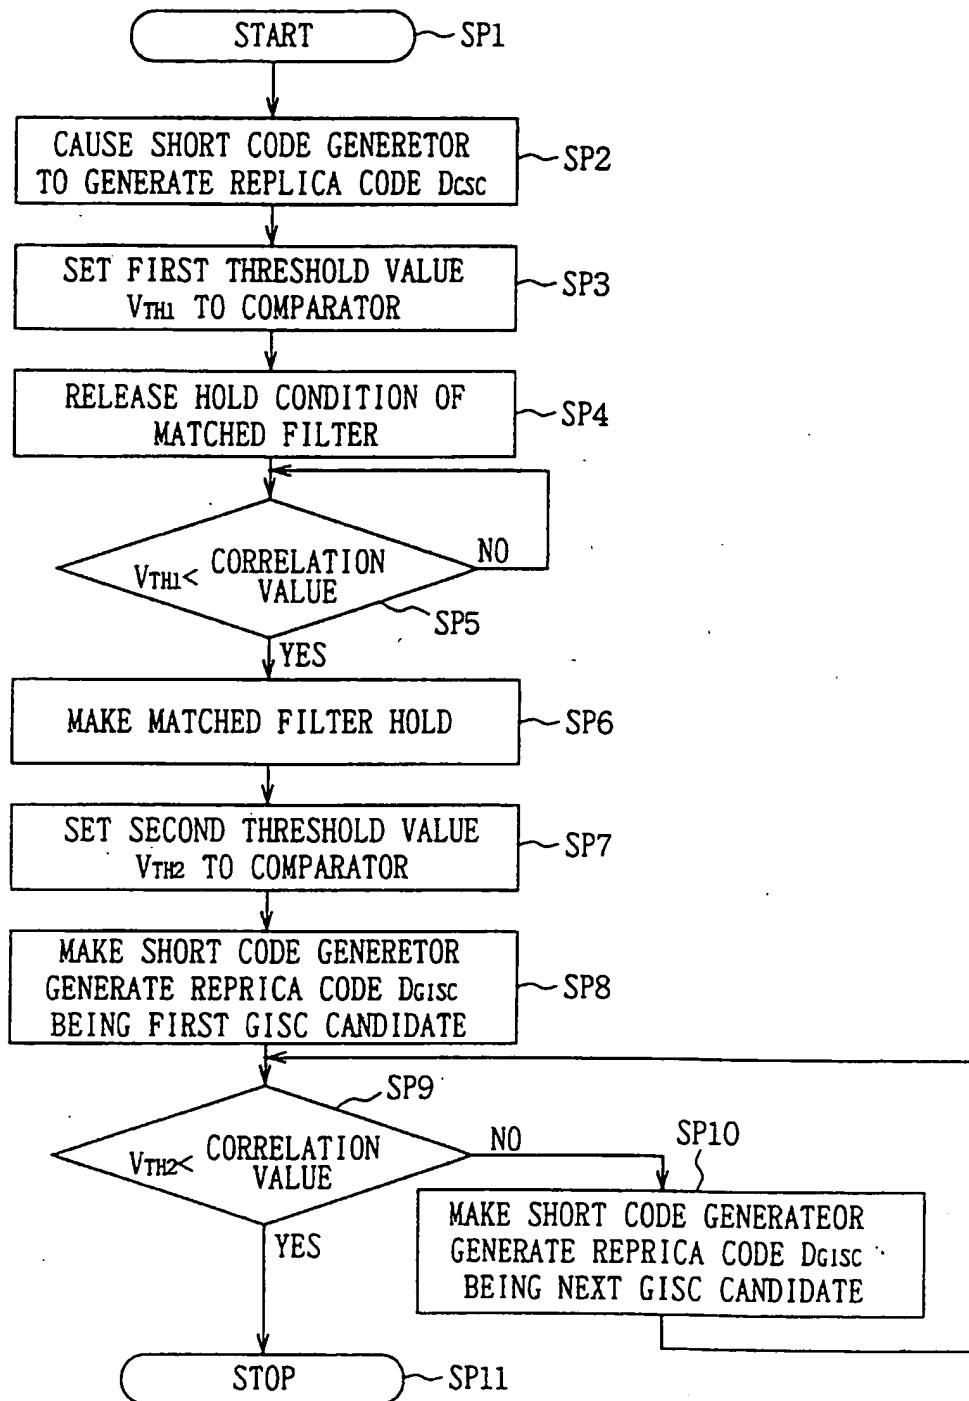 START
SP1
CAUSE SHORT CODE GENERETOR
TO GENERATE REPLICA CODE DCSC
SP2
SET FIRST THRESHOLD VALUE
VTH1 TO COMPARATOR
SP3
RELEASE HOLD CONDITION OF
MATCHED FILTER
SP4
VTH1< CORRELATION
VALUE
NO
SP5
YES
MAKE MATCHED FILTER HOLD
SP6
SET SECOND THRESHOLD VALUE
VTH2 TO COMPARATOR
SP7
MAKE SHORT CODE GENERETOR
GENERATE REPRICA CODE DGISC
BEING FIRST GISC CANDIDATE
SP8
SP9
VTH2< CORRELATION
VALUE
NO
SP10
MAKE SHORT CODE GENERATEOR
GENERATE REPRICA CODE DGISC
BEING NEXT GISC CANDIDATE
YES
STOP
SP11